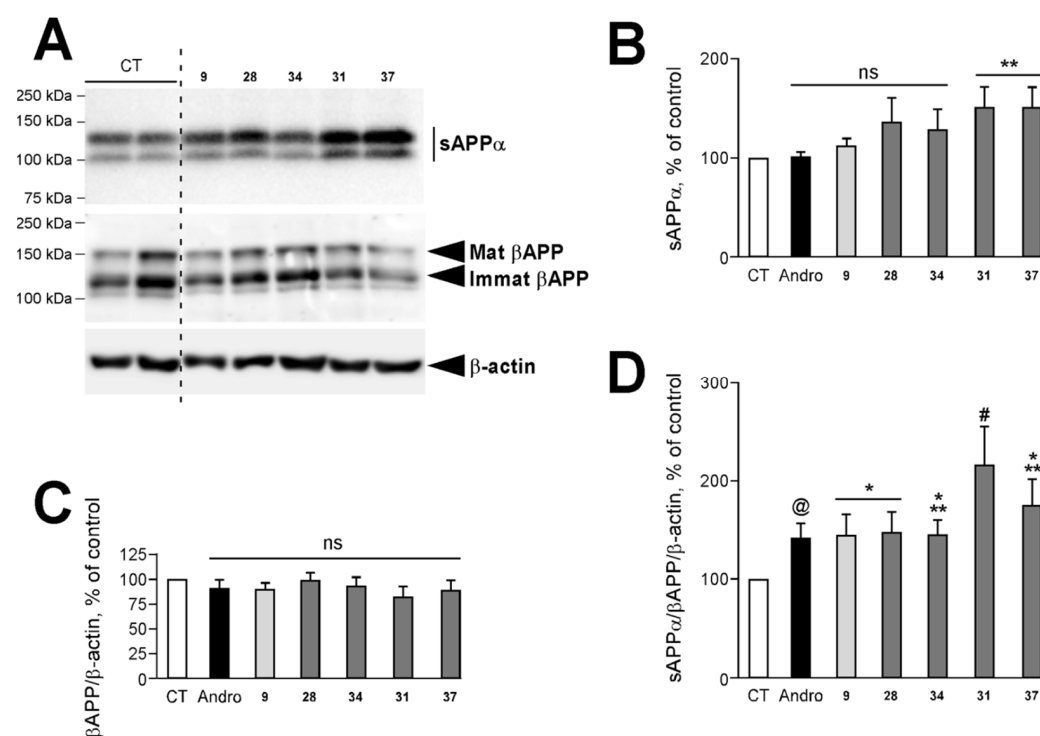 A
CT 9 28 34 31 37
250 kDa
150 kDa
100 kDa
75 kDa
sAPPα
250 kDa
150 kDa
100 kDa
Mat βAPP
Immat βAPP
β-actin
B
sAPPα, % of control
200
100
0
ns
**
CT Andro 9 28 34 31 37
C
βAPP/β-actin, % of control
125
100
75
50
25
0
ns
CT Andro 9 28 34 31 37
D
sAPPα/βAPP/β-actin, % of control
300
200
100
0
@
*
*
**
#
*
**
CT Andro 9 28 34 31 37